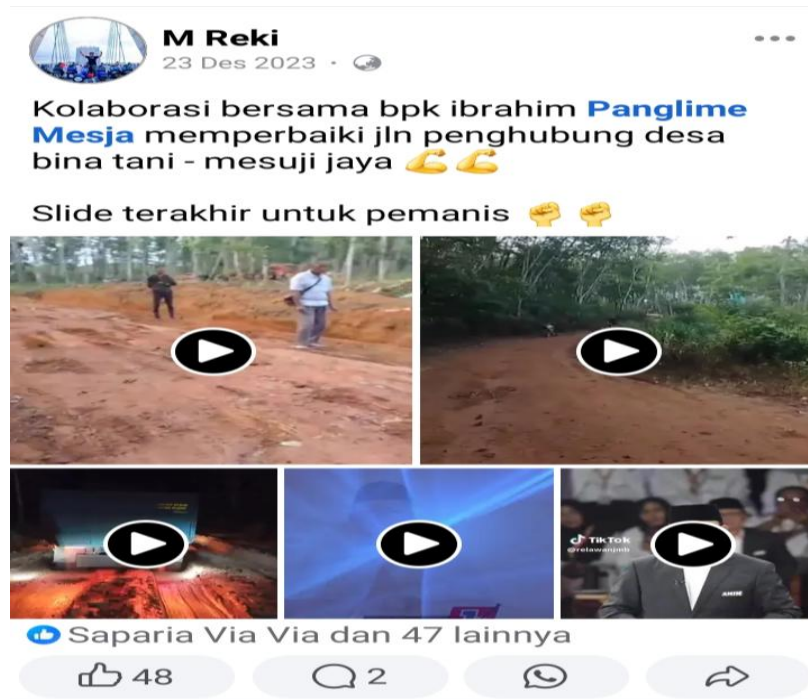 M Reki
23 Des 2023
Kolaborasi bersama bpk ibrahim Panglime
Mesja memperbaiki jln penghubung desa
bina tani - mesuji jaya 💪 💪
Slide terakhir untuk pemanis ✊ ✊
TikTok
@relawanpnb
Saparia Via Via dan 47 lainnya
48
2